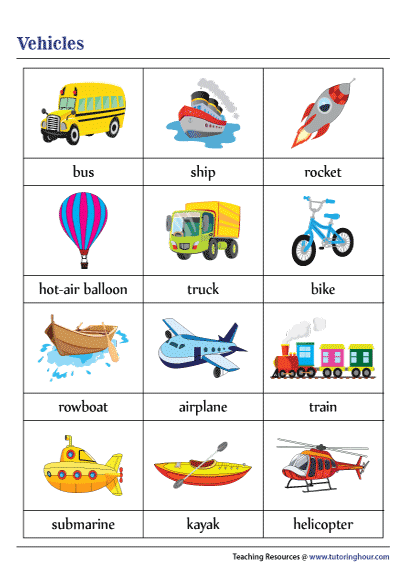 Vehicles
bus ship rocket
hot-air balloon truck bike
rowboat airplane train
submarine kayak helicopter
Teaching Resources @ www.tutoringhour.com